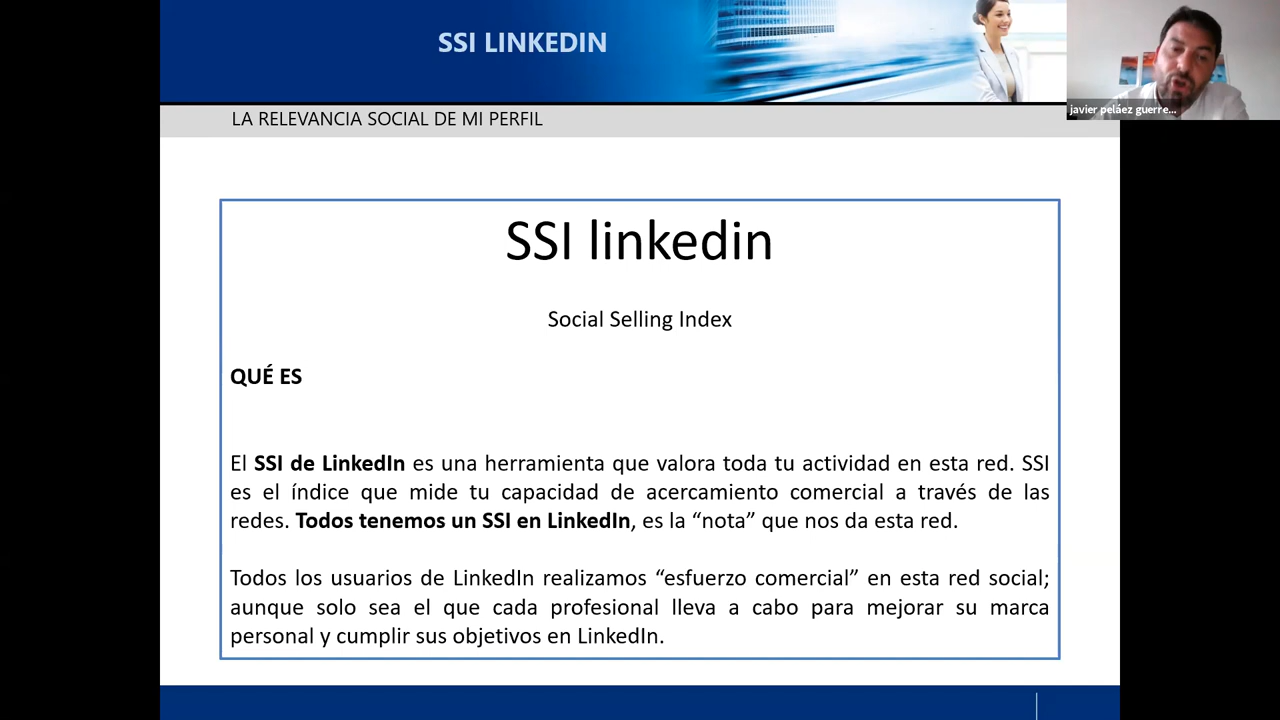 SSI LINKEDIN
javier peláez guerre...
LA RELEVANCIA SOCIAL DE MI PERFIL
SSI linkedin
Social Selling Index
QUÉ ES
El SSI de LinkedIn es una herramienta que valora toda tu actividad en esta red. SSI
es el índice que mide tu capacidad de acercamiento comercial a través de las
redes. Todos tenemos un SSI en LinkedIn, es la “nota” que nos da esta red.
Todos los usuarios de LinkedIn realizamos “esfuerzo comercial” en esta red social;
aunque solo sea el que cada profesional lleva a cabo para mejorar su marca
personal y cumplir sus objetivos en LinkedIn.